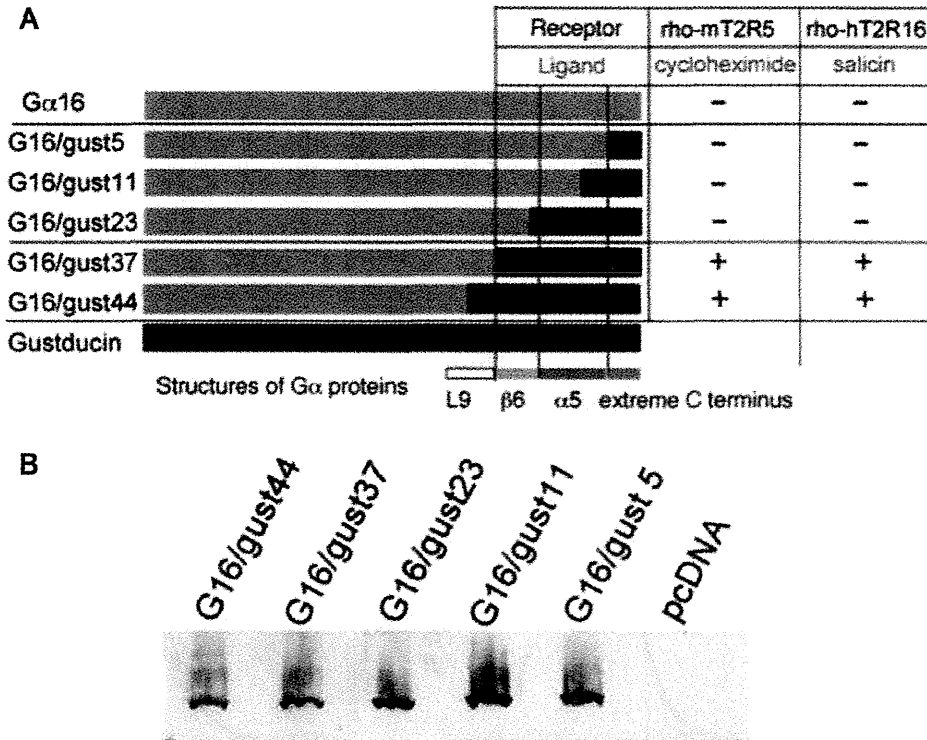 A
Receptor rho-mT2R5 rho-hT2R16
Ligand cycloheximide salicin
Gα16 - -
G16/gust5 - -
G16/gust11 - -
G16/gust23 - -
G16/gust37 + +
G16/gust44 + +
Gustducin
Structures of Gα proteins L9 β6 α5 extreme C terminus
B
G16/gust44 G16/gust37 G16/gust23 G16/gust11 G16/gust 5 pcDNA